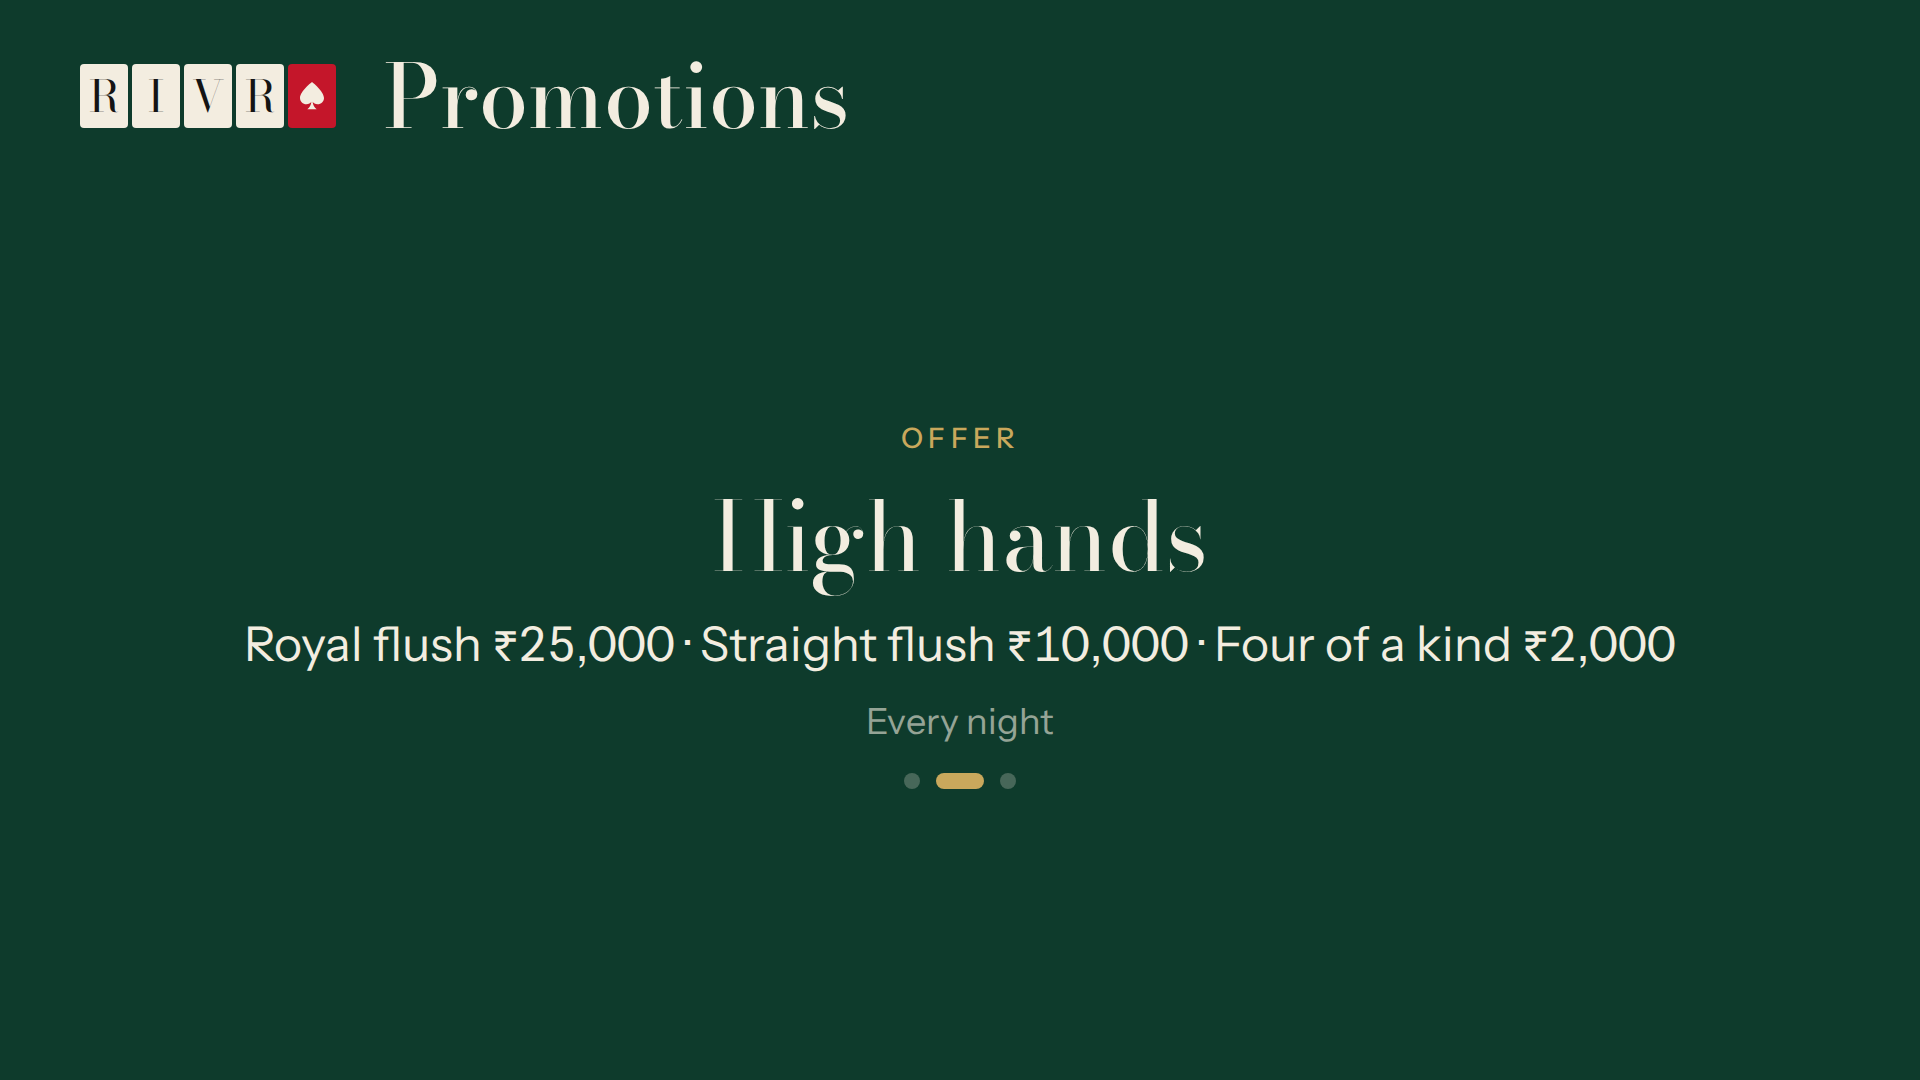 RIVR Promotions
OFFER
High hands
Royal flush ₹25,000 · Straight flush ₹10,000 · Four of a kind ₹2,000
Every night